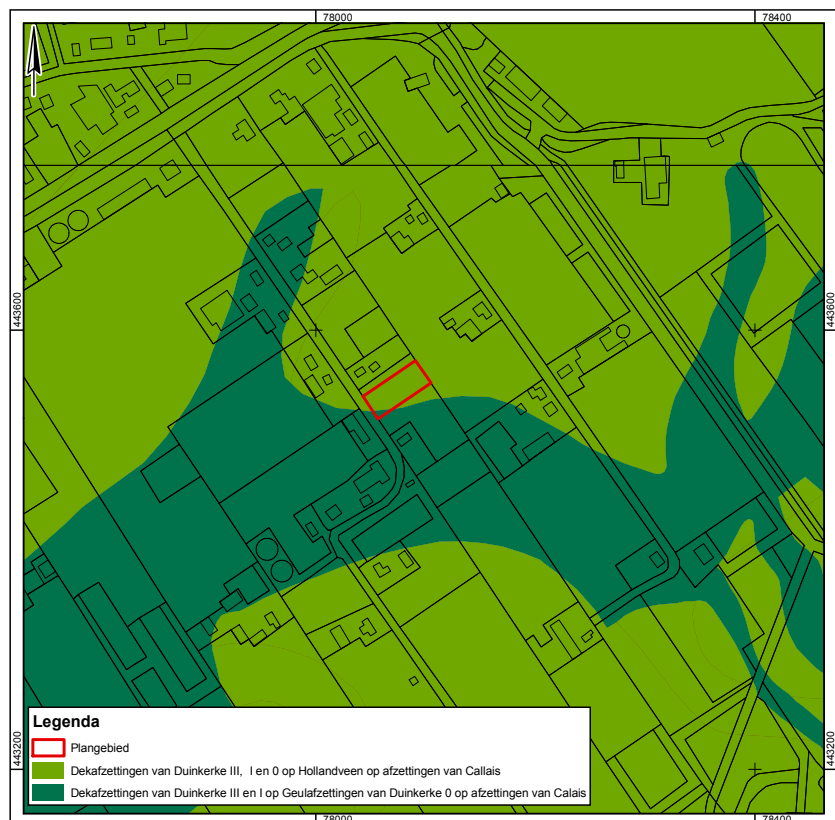 78000
78400
443600
443600
443200
443200
Legenda
Plangebied
Dekafzettingen van Duinkerke III, I en 0 op Hollandveen op afzettingen van Callais
Dekafzettingen van Duinkerke III en I op Geulafzettingen van Duinkerke 0 op afzettingen van Calais
78000
78400